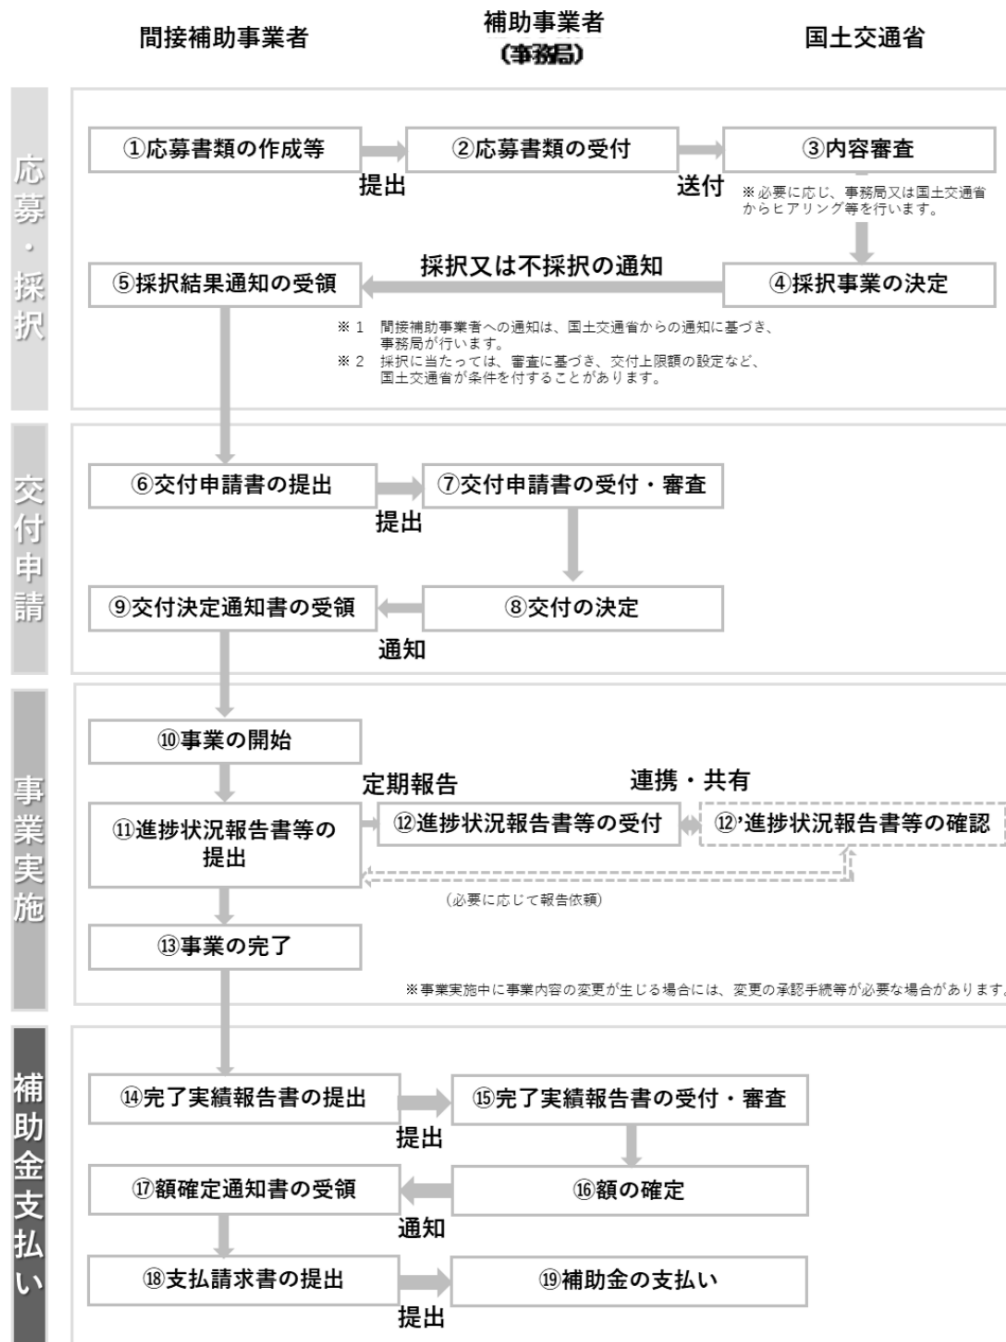 間接補助事業者
補助事業者
(事務局)
国土交通省
応募・採択
①応募書類の作成等
提出
②応募書類の受付
送付
③内容審査
※必要に応じ、事務局又は国土交通省
からヒアリング等を行います。
⑤採択結果通知の受領
採択又は不採択の通知
④採択事業の決定
※1　間接補助事業者への通知は、国土交通省からの通知に基づき、
事務局が行います。
※2　採択に当たっては、審査に基づき、交付上限額の設定など、
国土交通省が条件を付することがあります。
交付申請
⑥交付申請書の提出
提出
⑦交付申請書の受付・審査
⑨交付決定通知書の受領
通知
⑧交付の決定
事業実施
⑩事業の開始
定期報告
連携・共有
⑪進捗状況報告書等の
提出
⑫進捗状況報告書等の受付
⑫’進捗状況報告書等の確認
(必要に応じて報告依頼)
⑬事業の完了
※事業実施中に事業内容の変更が生じる場合には、変更の承認手続等が必要な場合があります。
補助金支払い
⑭完了実績報告書の提出
提出
⑮完了実績報告書の受付・審査
⑰額確定通知書の受領
通知
⑯額の確定
⑱支払請求書の提出
提出
⑲補助金の支払い